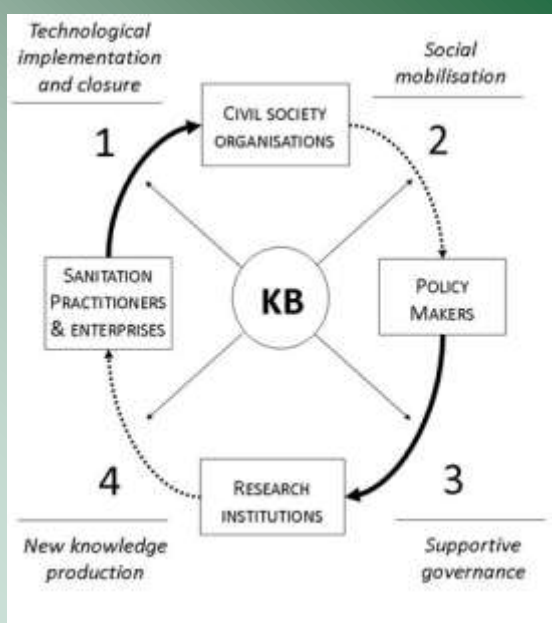 Technological
implementation
and closure
Social
mobilisation
1
CIVIL SOCIETY
ORGANISATIONS
2
SANITATION
PRACTITIONERS
& ENTERPRISES
KB
POLICY
MAKERS
4
RESEARCH
INSTITUTIONS
3
New knowledge
production
Supportive
governance